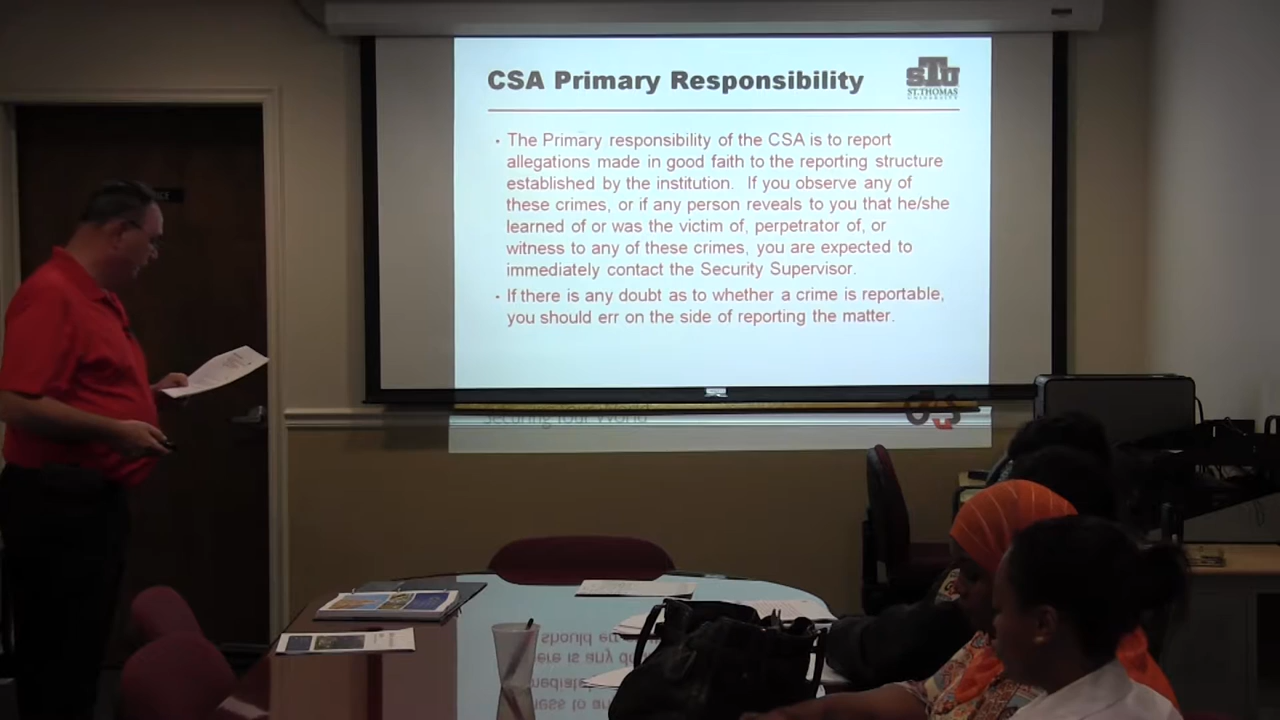 CSA Primary Responsibility
STU
ST.THOMAS
UNIVERSITY
• The Primary responsibility of the CSA is to report
allegations made in good faith to the reporting structure
established by the institution. If you observe any of
these crimes, or if any person reveals to you that he/she
learned of or was the victim of, perpetrator of, or
witness to any of these crimes, you are expected to
immediately contact the Security Supervisor.
• If there is any doubt as to whether a crime is reportable,
you should err on the side of reporting the matter.
Securing Your World
G4S